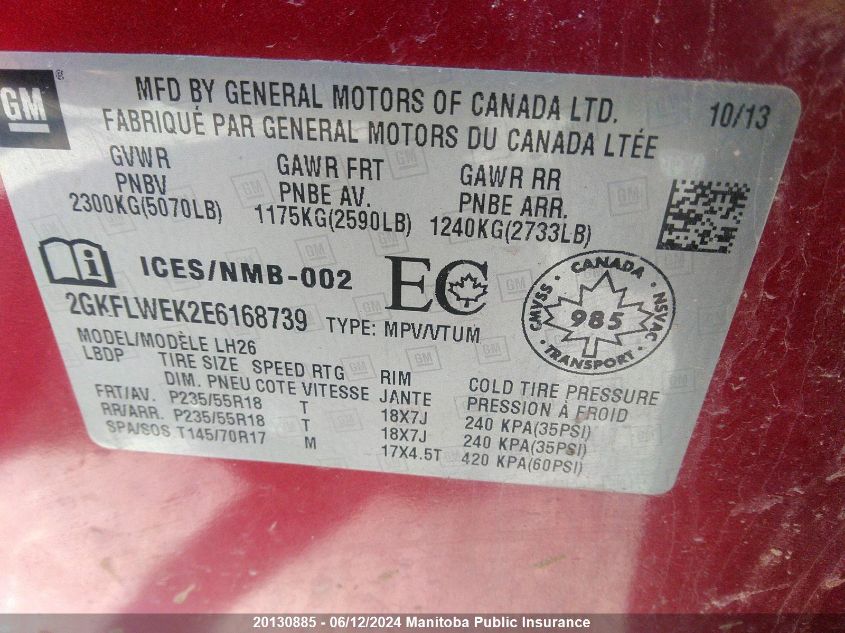 GM ®
MFD BY GENERAL MOTORS OF CANADA LTD. 10/13
FABRIQUÉ PAR GENERAL MOTORS DU CANADA LTÉE
GVWR GAWR FRT GAWR RR
PNBV PNBE AV. PNBE ARR.
2300KG(5070LB) 1175KG(2590LB) 1240KG(2733LB)
ICES/NMB-002 EC
CANADA
CMVSS 985 NSVAC
TRANSPORT
2GKFLWEK2E6168739 TYPE: MPV/VTUM
MODEL/MODÈLE LH26
LBDP TIRE SIZE SPEED RTG RIM COLD TIRE PRESSURE
DIM. PNEU COTE VITESSE JANTE PRESSION À FROID
FRT/AV. P235/55R18 T 18X7J 240 KPA(35PSI)
RR/ARR. P235/55R18 T 18X7J 240 KPA(35PSI)
SPA/SOS T145/70R17 M 17X4.5T 420 KPA(60PSI)
20130885 - 06/12/2024 Manitoba Public Insurance